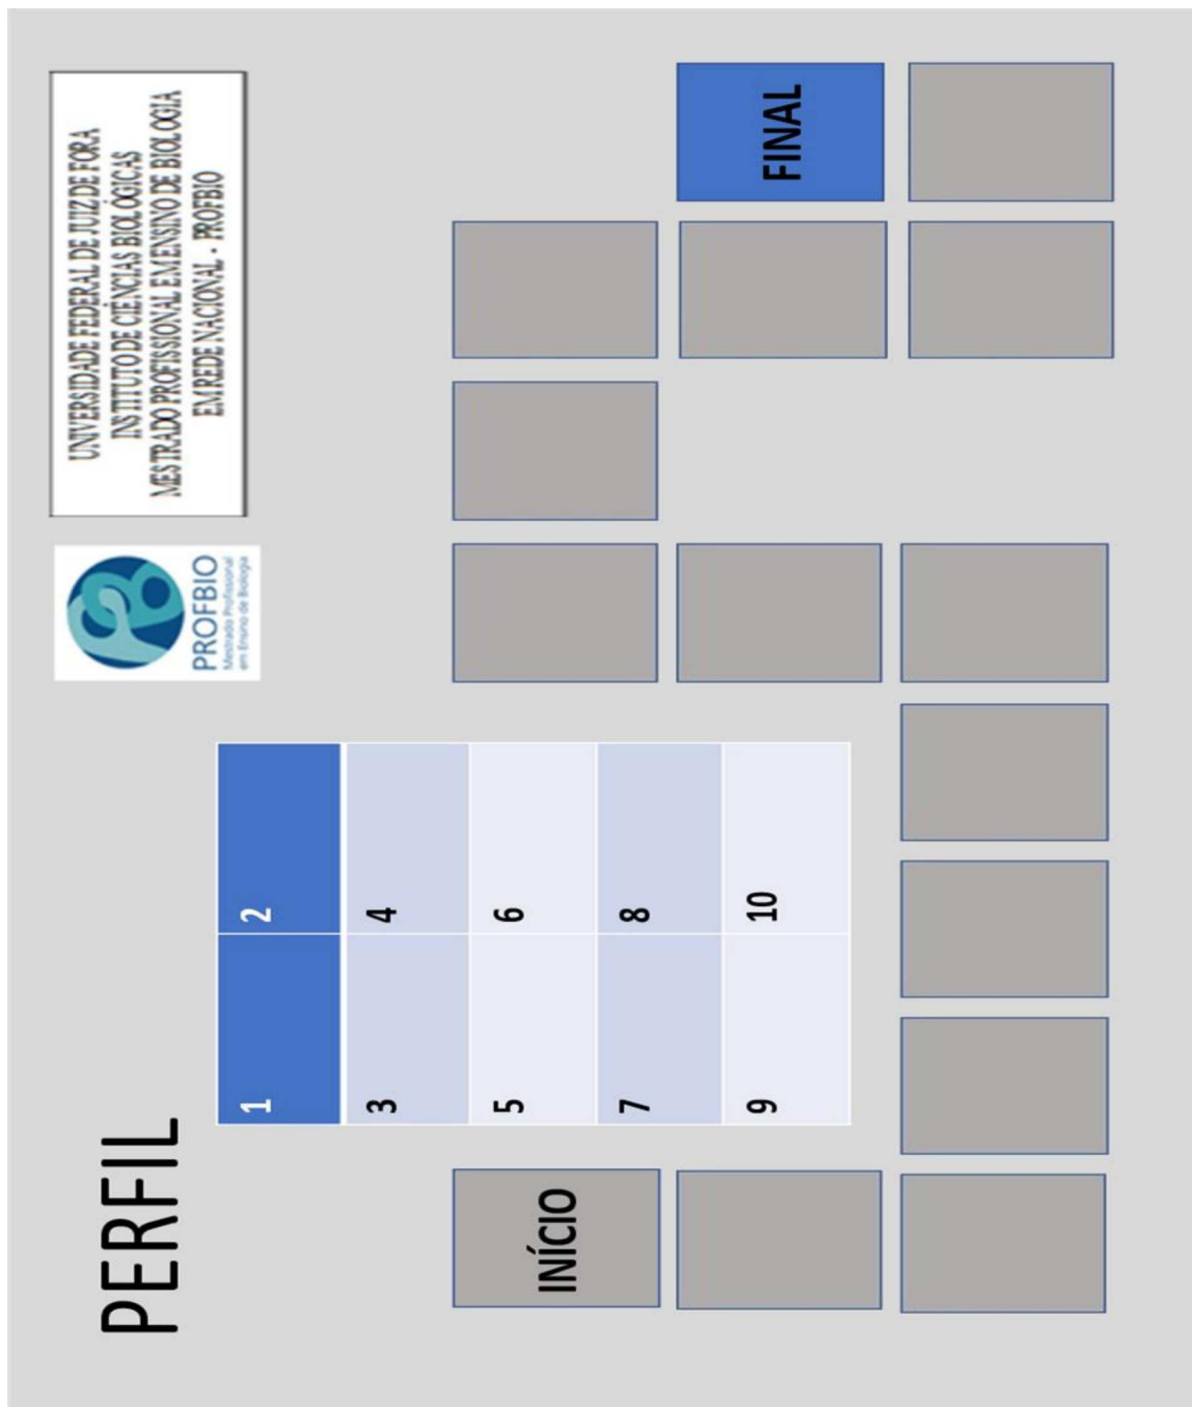 PERFIL
PROFBIO
Mestrado Profissional
em Ensino de Biologia
UNIVERSIDADE FEDERAL DE JUIZ DE FORA
INSTITUTO DE CIÊNCIAS BIOLÓGICAS
MESTRADO PROFISSIONAL EM ENSINO DE BIOLOGIA
EM REDE NACIONAL - PROFBIO
1 2
3 4
5 6
7 8
9 10
INÍCIO
FINAL